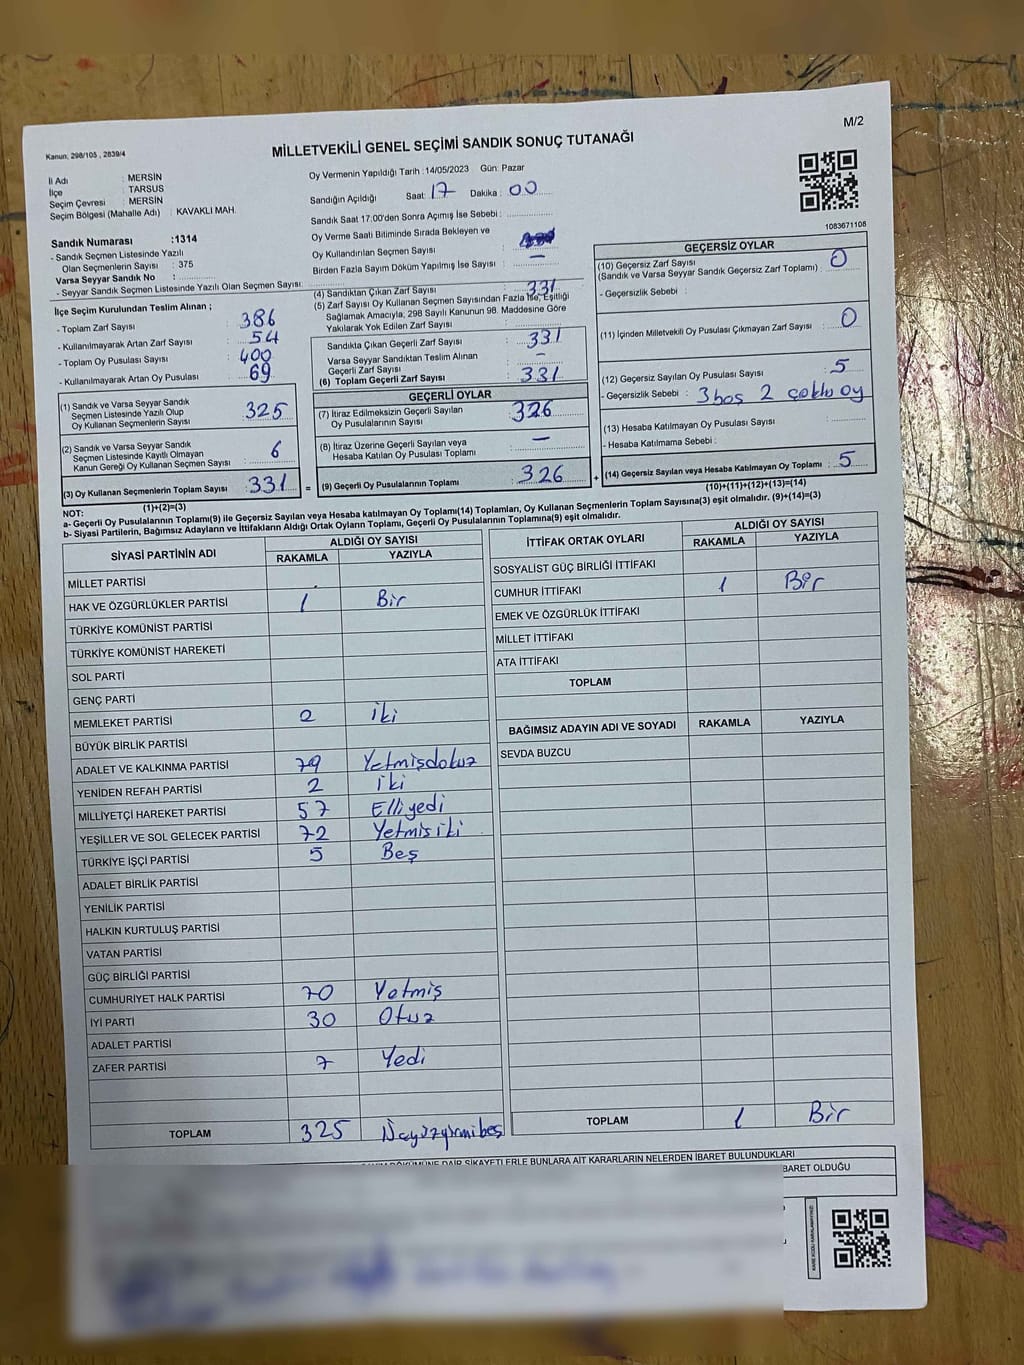 M/2
Kanun, 298/105 , 2839/4
MİLLETVEKİLİ GENEL SEÇİMİ SANDIK SONUÇ TUTANAĞI
İl Adı : MERSİN
İlçe : TARSUS
Seçim Çevresi : MERSİN
Seçim Bölgesi (Mahalle Adı) : KAVAKLI MAH.
Oy Vermenin Yapıldığı Tarih :14/05/2023 Gün: Pazar
Sandığın Açıldığı Saat: 17 Dakika : 00
Sandık Saat 17:00'den Sonra Açımış İse Sebebi :
Oy Verme Saati Bitiminde Sırada Bekleyen ve
Oy Kullandırılan Seçmen Sayısı
Birden Fazla Sayım Döküm Yapılmış İse Sayısı : —
1083671106
Sandık Numarası :1314
- Sandık Seçmen Listesinde Yazılı
Olan Seçmenlerin Sayısı : 375
Varsa Seyyar Sandık No :
- Seyyar Sandık Seçmen Listesinde Yazılı Olan Seçmen Sayısı:
İlçe Seçim Kurulundan Teslim Alınan ;
- Toplam Zarf Sayısı : 386
- Kullanılmayarak Artan Zarf Sayısı : 54
- Toplam Oy Pusulası Sayısı : 400
- Kullanılmayarak Artan Oy Pusulası : 69
(1) Sandık ve Varsa Seyyar Sandık
Seçmen Listesinde Yazılı Olup
Oy Kullanan Seçmenlerin Sayısı : 325
(2) Sandık ve Varsa Seyyar Sandık
Seçmen Listesinde Kayıtlı Olmayan
Kanun Gereği Oy Kullanan Seçmen Sayısı : 6
(3) Oy Kullanan Seçmenlerin Toplam Sayısı : 331
(1)+(2)=(3)
(4) Sandıktan Çıkan Zarf Sayısı : 331
(5) Zarf Sayısı Oy Kullanan Seçmen Sayısından Fazla İse, Eşitliği
Sağlamak Amacıyla, 298 Sayılı Kanunun 98. Maddesine Göre
Yakılarak Yok Edilen Zarf Sayısı :
Sandıkta Çıkan Geçerli Zarf Sayısı : 331
Varsa Seyyar Sandıktan Teslim Alınan
Geçerli Zarf Sayısı : —
(6) Toplam Geçerli Zarf Sayısı : 331
GEÇERLİ OYLAR
(7) İtiraz Edilmeksizin Geçerli Sayılan
Oy Pusulalarının Sayısı : 326
(8) İtiraz Üzerine Geçerli Sayılan veya
Hesaba Katılan Oy Pusulası Toplamı : —
= (9) Geçerli Oy Pusulalarının Toplamı : 326 +
GEÇERSİZ OYLAR
(10) Geçersiz Zarf Sayısı
(Sandık ve Varsa Seyyar Sandık Geçersiz Zarf Toplamı) : 0
- Geçersizlik Sebebi :
(11) İçinden Milletvekili Oy Pusulası Çıkmayan Zarf Sayısı : 0
(12) Geçersiz Sayılan Oy Pusulası Sayısı : 5
- Geçersizlik Sebebi : 3 boş 2 çoklu oy
(13) Hesaba Katılmayan Oy Pusulası Sayısı :
- Hesaba Katılmama Sebebi :
(14) Geçersiz Sayılan veya Hesaba Katılmayan Oy Toplamı : 5
(10)+(11)+(12)+(13)=(14)
NOT:
a- Geçerli Oy Pusulalarının Toplamı(9) ile Geçersiz Sayılan veya Hesaba katılmayan Oy Toplamı(14) Toplamları, Oy Kullanan Seçmenlerin Toplam Sayısına(3) eşit olmalıdır. (9)+(14)=(3)
b- Siyasi Partilerin, Bağımsız Adayların ve İttifakların Aldığı Ortak Oyların Toplamı, Geçerli Oy Pusulalarının Toplamına(9) eşit olmalıdır.
SİYASİ PARTİNİN ADI ALDIĞI OY SAYISI
RAKAMLA YAZIYLA
MİLLET PARTİSİ
HAK VE ÖZGÜRLÜKLER PARTİSİ 1 Bir
TÜRKİYE KOMÜNİST PARTİSİ
TÜRKİYE KOMÜNİST HAREKETİ
SOL PARTİ
GENÇ PARTİ
MEMLEKET PARTİSİ 2 iki
BÜYÜK BİRLİK PARTİSİ
ADALET VE KALKINMA PARTİSİ 79 Yetmişdokuz
YENİDEN REFAH PARTİSİ 2 iki
MİLLİYETÇİ HAREKET PARTİSİ 57 Elliyedi
YEŞİLLER VE SOL GELECEK PARTİSİ 72 Yetmis iki
TÜRKİYE İŞÇİ PARTİSİ 5 Beş
ADALET BİRLİK PARTİSİ
YENİLİK PARTİSİ
HALKIN KURTULUŞ PARTİSİ
VATAN PARTİSİ
GÜÇ BİRLİĞİ PARTİSİ
CUMHURİYET HALK PARTİSİ 70 Yetmiş
İYİ PARTİ 30 Otuz
ADALET PARTİSİ
ZAFER PARTİSİ 7 Yedi
TOPLAM 325 Üçyüzyirmibeş
İTTİFAK ORTAK OYLARI ALDIĞI OY SAYISI
RAKAMLA YAZIYLA
SOSYALİST GÜÇ BİRLİĞİ İTTİFAKI
CUMHUR İTTİFAKI 1 Bir
EMEK VE ÖZGÜRLÜK İTTİFAKI
MİLLET İTTİFAKI
ATA İTTİFAKI
TOPLAM
BAĞIMSIZ ADAYIN ADI VE SOYADI RAKAMLA YAZIYLA
SEVDA BUZCU
TOPLAM 1 Bir
DÖKÜMÜNE DAİR ŞİKAYETLERLE BUNLARA AİT KARARLARIN NELERDEN İBARET BULUNDUKLARI
BARET OLDUĞU